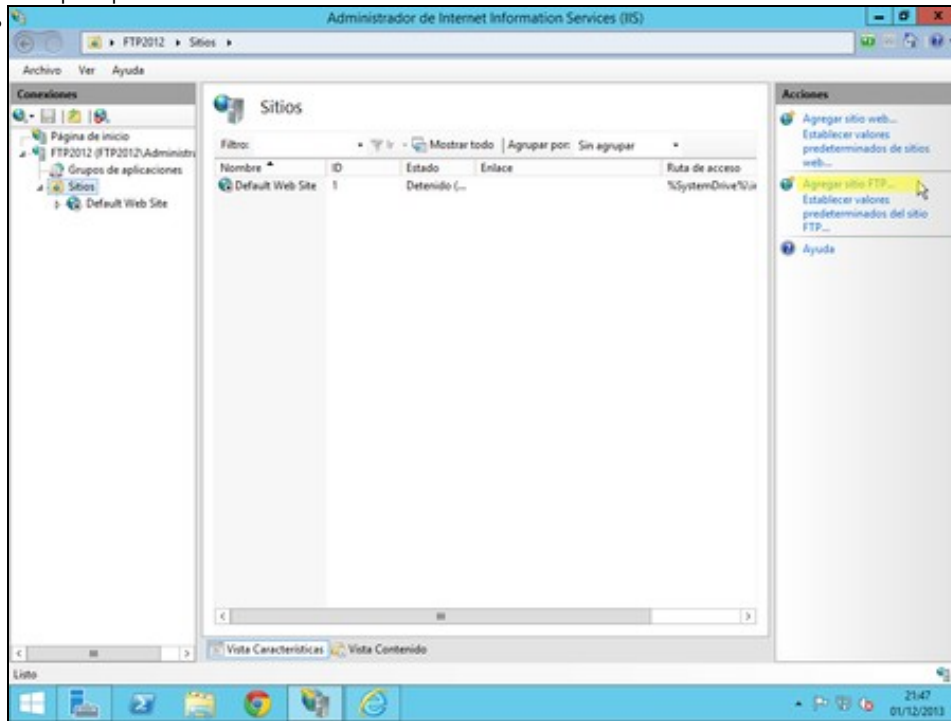 Administrador de Internet Information Services (IIS)
FTP2012 Sitios
Archivo Ver Ayuda
Conexiones
Página de inicio
FTP2012 (FTP2012\Administr
Grupos de aplicaciones
Sitios
Default Web Site
Sitios
Filtro: Ir Mostrar todo Agrupar por: Sin agrupar
Nombre ID Estado Enlace Ruta de acceso
Default Web Site 1 Detenido (... %SystemDrive%\in
Vista Características Vista Contenido
Acciones
Agregar sitio web...
Establecer valores
predeterminados de sitios
web...
Agregar sitio FTP...
Establecer valores
predeterminados del sitio
FTP...
Ayuda
Listo
21:47
01/12/2013